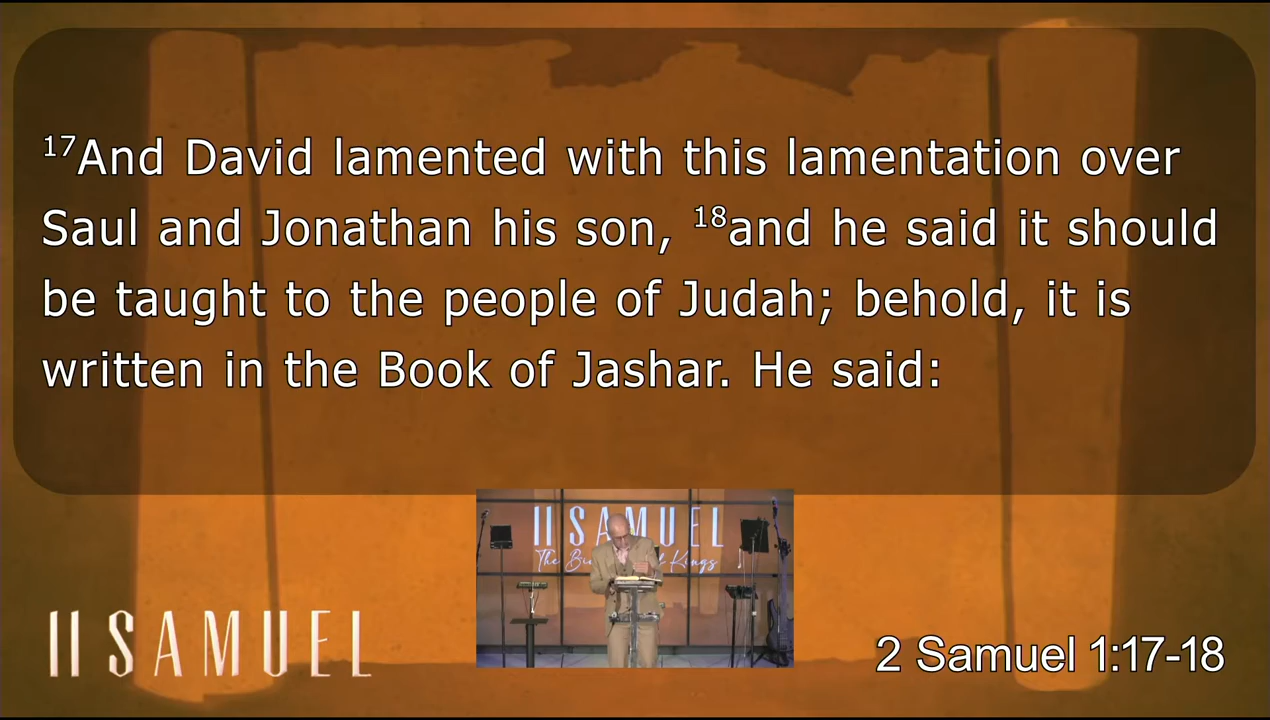 ¹⁷And David lamented with this lamentation over
Saul and Jonathan his son, ¹⁸and he said it should
be taught to the people of Judah; behold, it is
written in the Book of Jashar. He said:
II SAMUEL
The Kings
II SAMUEL
2 Samuel 1:17-18